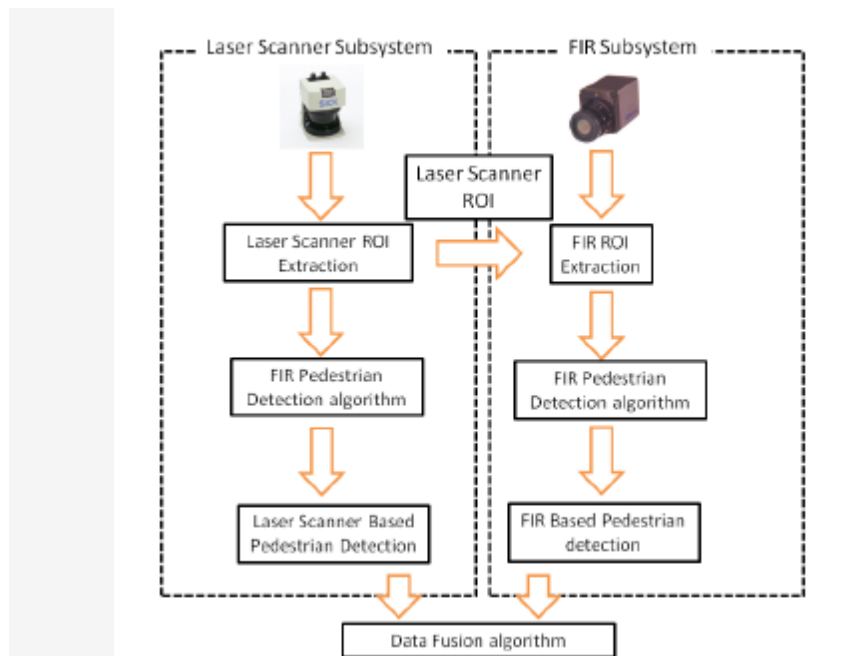 Laser Scanner Subsystem
FIR Subsystem
SICK
Laser Scanner
ROI
Laser Scanner ROI
Extraction
FIR ROI
Extraction
FIR Pedestrian
Detection algorithm
FIR Pedestrian
Detection algorithm
Laser Scanner Based
Pedestrian Detection
FIR Based Pedestrian
detection
Data Fusion algorithm